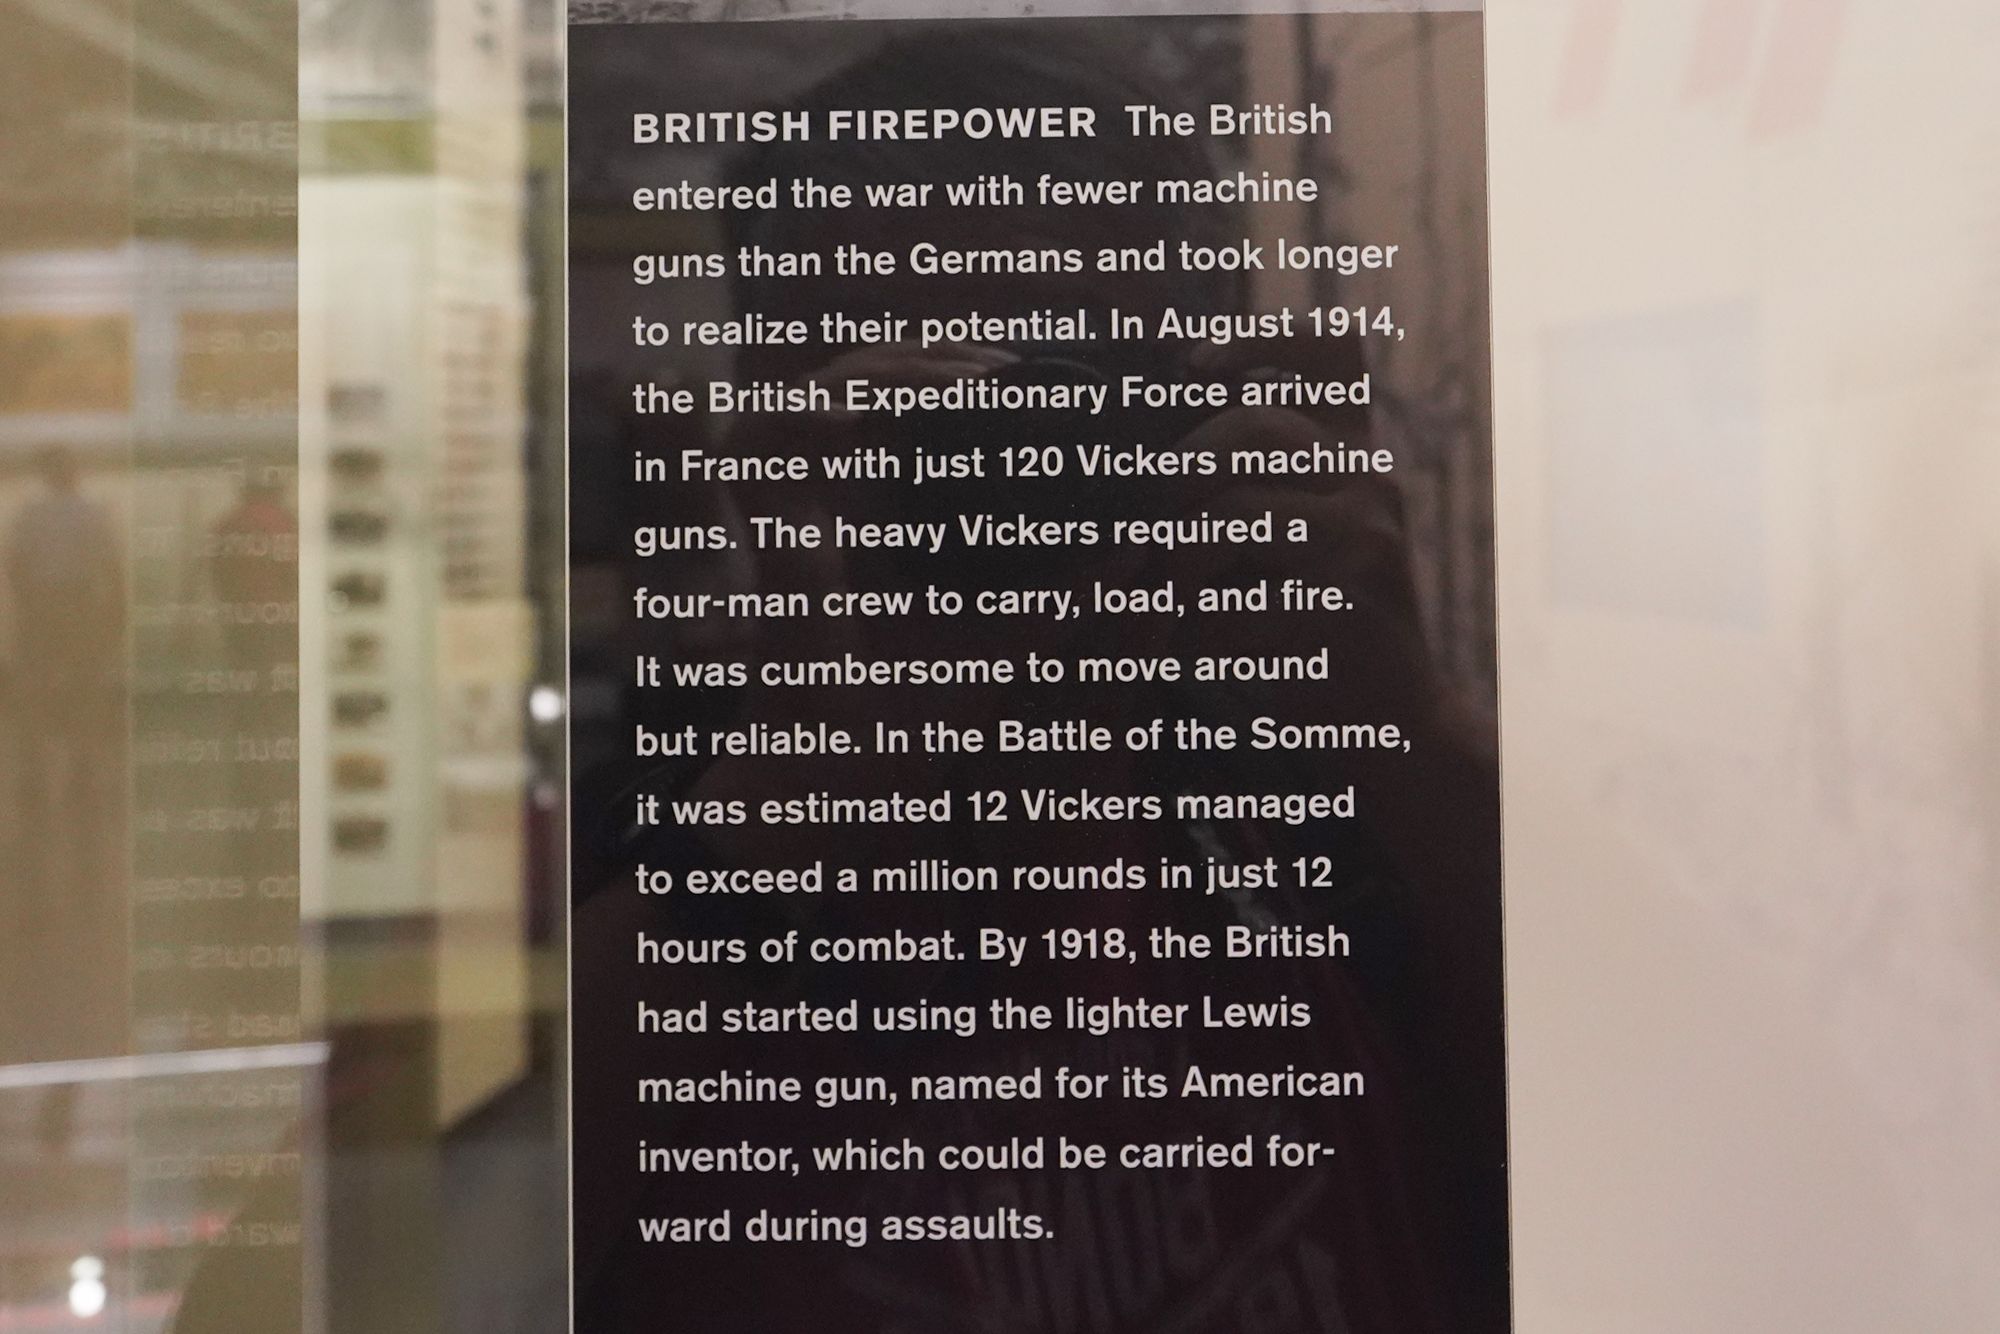 BRITISH FIREPOWER The British
entered the war with fewer machine
guns than the Germans and took longer
to realize their potential. In August 1914,
the British Expeditionary Force arrived
in France with just 120 Vickers machine
guns. The heavy Vickers required a
four-man crew to carry, load, and fire.
It was cumbersome to move around
but reliable. In the Battle of the Somme,
it was estimated 12 Vickers managed
to exceed a million rounds in just 12
hours of combat. By 1918, the British
had started using the lighter Lewis
machine gun, named for its American
inventor, which could be carried for-
ward during assaults.